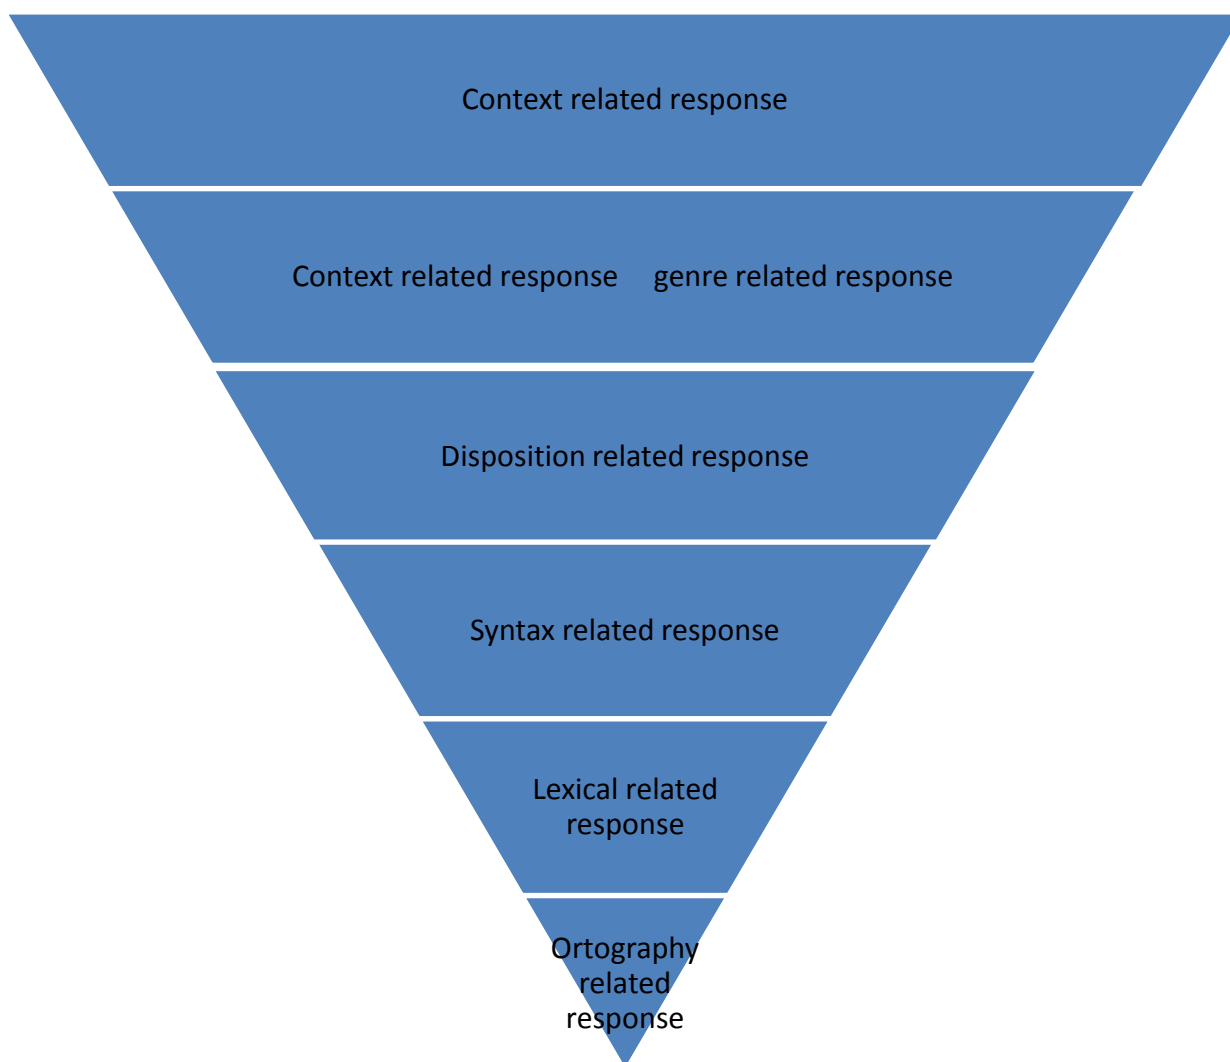 Context related response
Context related response genre related response
Disposition related response
Syntax related response
Lexical related
response
Ortography
related
response